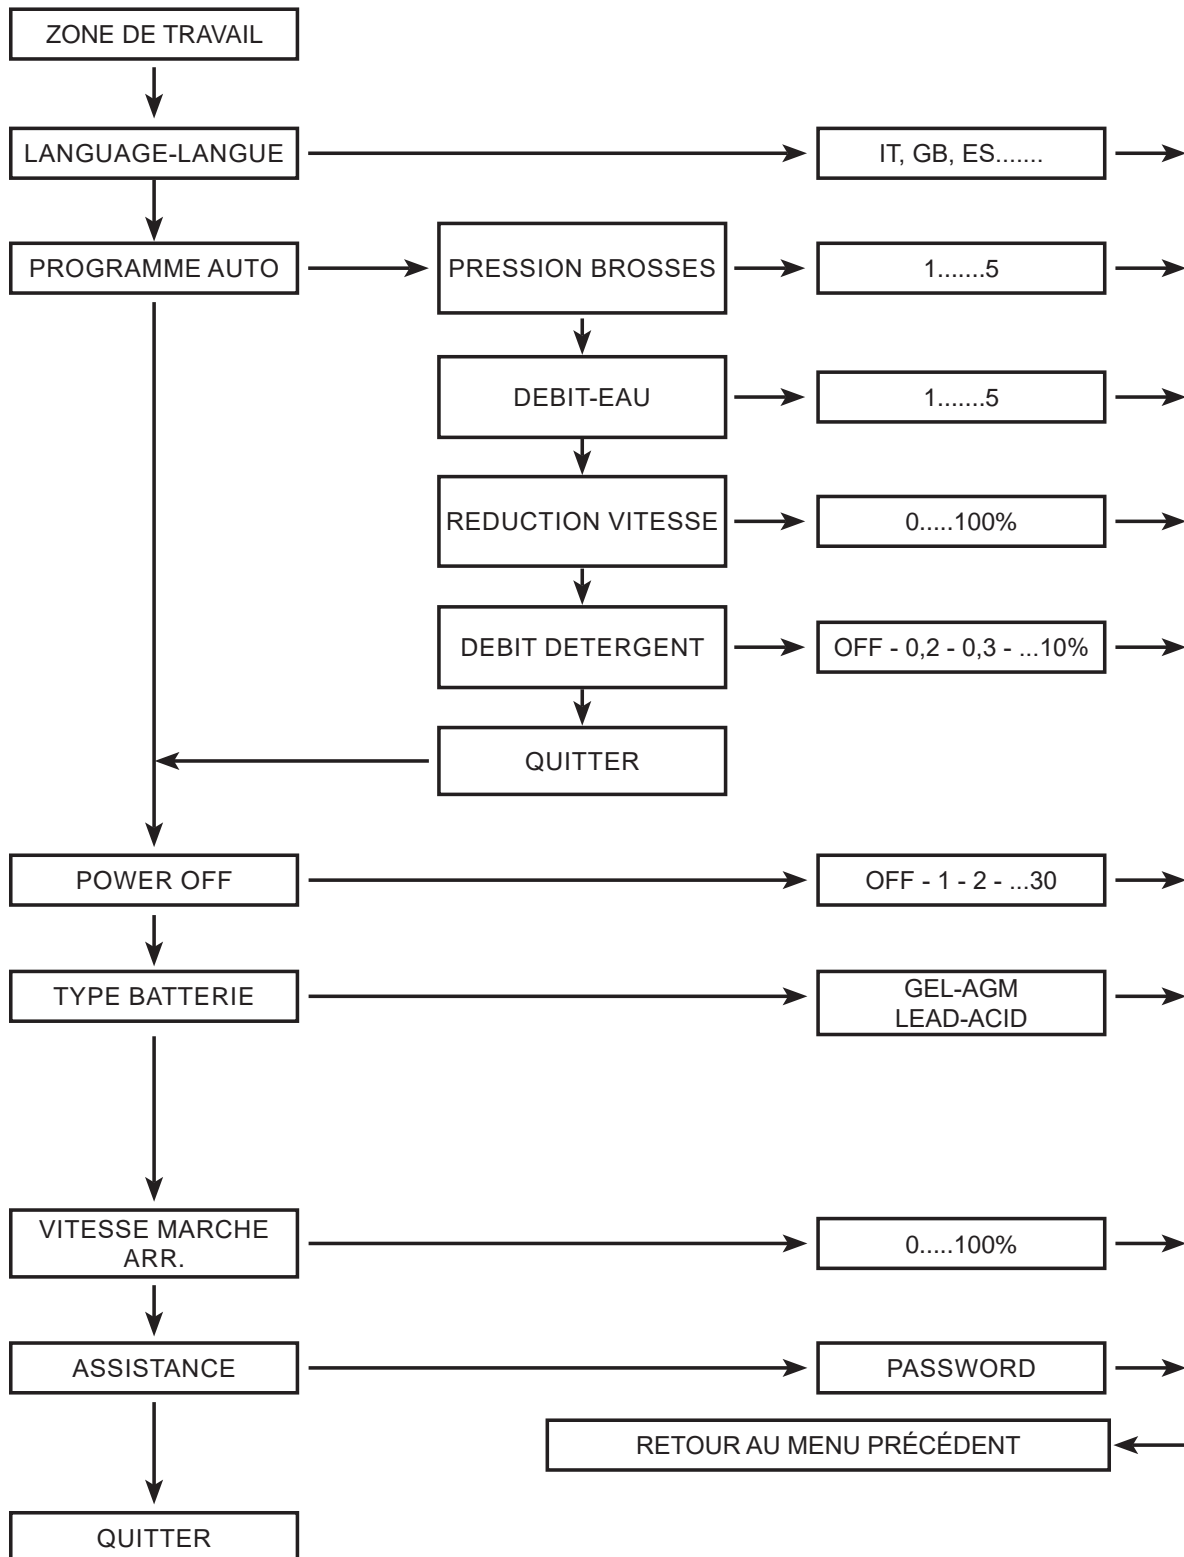 ZONE DE TRAVAIL
LANGUAGE-LANGUE
IT, GB, ES.......
PROGRAMME AUTO
PRESSION BROSSES
1.......5
DEBIT-EAU
1.......5
REDUCTION VITESSE
0.....100%
DEBIT DETERGENT
OFF - 0,2 - 0,3 - ...10%
QUITTER
POWER OFF
OFF - 1 - 2 - ...30
TYPE BATTERIE
GEL-AGM
LEAD-ACID
VITESSE MARCHE
ARR.
0.....100%
ASSISTANCE
PASSWORD
RETOUR AU MENU PRÉCÉDENT
QUITTER